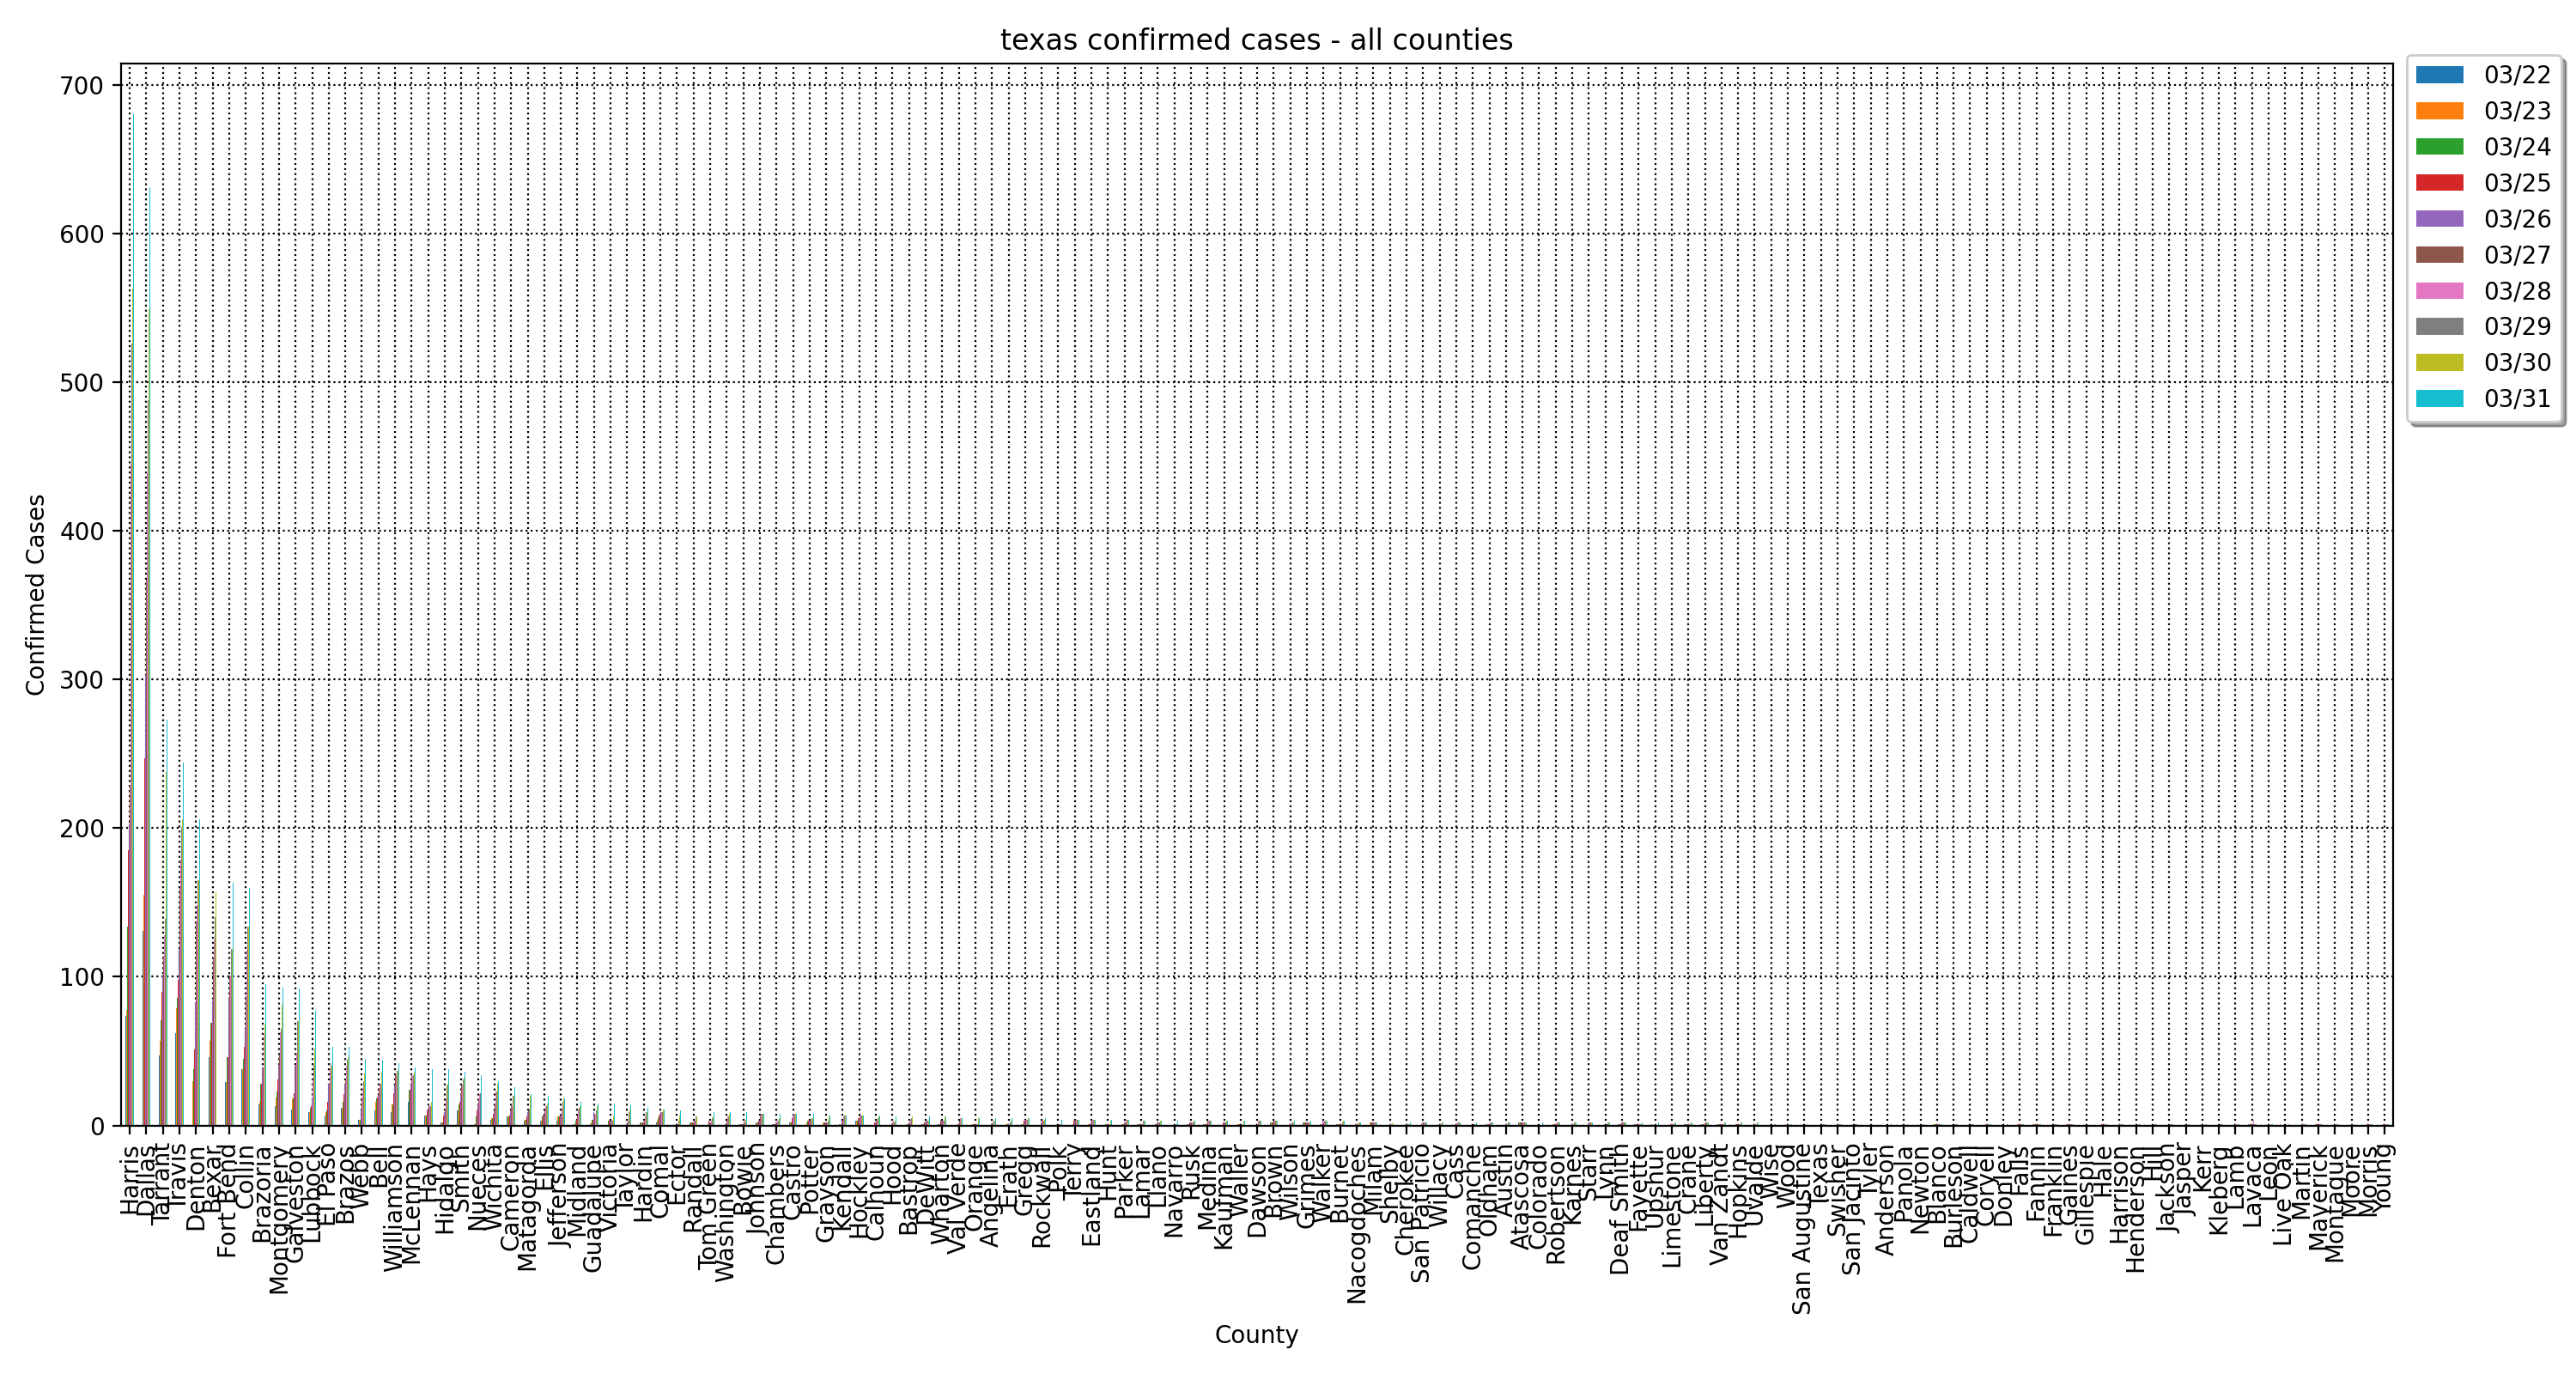 texas confirmed cases - all counties
700
600
500
400
300
200
100
0
Confirmed Cases
Harris
Dallas
Tarrant
Travis
Denton
Bexar
Fort Bend
Collin
Brazoria
Montgomery
Galveston
Lubbock
El Paso
Brazos
Webb
Bell
Williamson
McLennan
Hays
Hidalgo
Smith
Nueces
Wichita
Cameron
Matagorda
Ellis
Jefferson
Midland
Guadalupe
Victoria
Taylor
Hardin
Comal
Ector
Randall
Tom Green
Washington
Bowie
Johnson
Chambers
Castro
Potter
Grayson
Kendall
Hockley
Calhoun
Hood
Bastrop
DeWitt
Wharton
Val Verde
Orange
Angelina
Erath
Gregg
Rockwall
Polk
Terry
Eastland
Hunt
Parker
Lamar
Llano
Navarro
Rusk
Medina
Kaufman
Waller
Dawson
Brown
Wilson
Grimes
Walker
Burnet
Nacogdoches
Milam
Shelby
Cherokee
San Patricio
Willacy
Cass
Comanche
Oldham
Austin
Atascosa
Colorado
Robertson
Karnes
Starr
Lynn
Deaf Smith
Fayette
Upshur
Limestone
Crane
Liberty
Van Zandt
Hopkins
Uvalde
Wise
Wood
San Augustine
Texas
Swisher
San Jacinto
Tyler
Anderson
Panola
Newton
Blanco
Burleson
Caldwell
Coryell
Donley
Falls
Fannin
Franklin
Gaines
Gillespie
Hale
Harrison
Henderson
Hill
Jackson
Jasper
Kerr
Kleberg
Lamb
Lavaca
Leon
Live Oak
Martin
Maverick
Montague
Moore
Morris
Young
County
03/22
03/23
03/24
03/25
03/26
03/27
03/28
03/29
03/30
03/31